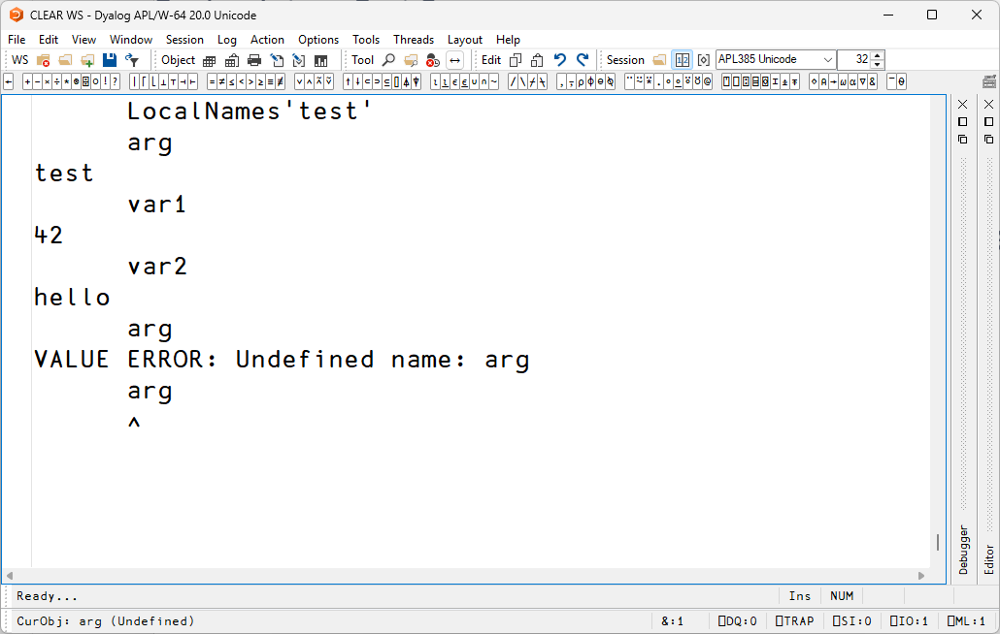 CLEAR WS - Dyalog APL/W-64 20.0 Unicode
File Edit View Window Session Log Action Options Tools Threads Layout Help
WS Object Tool Edit Session APL385 Unicode 32
← + - × ÷ * ⍟ ⌹ ○ ! ? | ⌈ ⌊ ⊥ ⊤ ⊣ ⊢ = ≠ ≤ < > ≥ ≡ ≢ ∨ ∧ ⍲ ⍱ ↑ ↓ ⊂ ⊃ ⊆ ⌷ ⍋ ⍒ ⍳ ⍸ ∊ ⍷ ∪ ∩ ~ / \ ⌿ ⍀ , ⍪ ⍴ ⌽ ⊖ ⍉ ¨ ⍨ ⍣ . ∘ ⍤ ⍥ @ ⌶ ⍎ ⍕ ⋄ ⍝ → ⍵ ⍺ ∇ & ¯ ⍬
LocalNames'test'
arg
test
var1
42
var2
hello
arg
VALUE ERROR: Undefined name: arg
arg
^
Debugger
Editor
Ready... Ins NUM
CurObj: arg (Undefined) &:1 ⎕DQ:0 ⎕TRAP ⎕SI:0 ⎕IO:1 ⎕ML:1